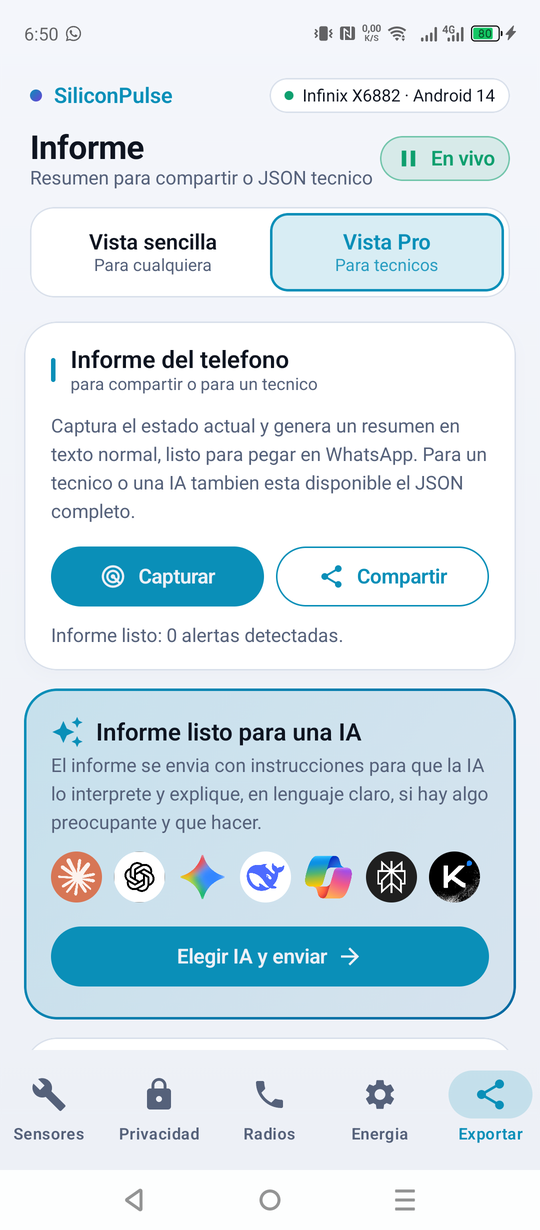 6:50
0,00
K/S
4G
80
SiliconPulse
Infinix X6882 · Android 14
Informe
Resumen para compartir o JSON tecnico
En vivo
Vista sencilla
Para cualquiera
Vista Pro
Para tecnicos
Informe del telefono
para compartir o para un tecnico
Captura el estado actual y genera un resumen en
texto normal, listo para pegar en WhatsApp. Para un
tecnico o una IA tambien esta disponible el JSON
completo.
Capturar
Compartir
Informe listo: 0 alertas detectadas.
Informe listo para una IA
El informe se envia con instrucciones para que la IA
lo interprete y explique, en lenguaje claro, si hay algo
preocupante y que hacer.
K
Elegir IA y enviar →
Sensores
Privacidad
Radios
Energia
Exportar